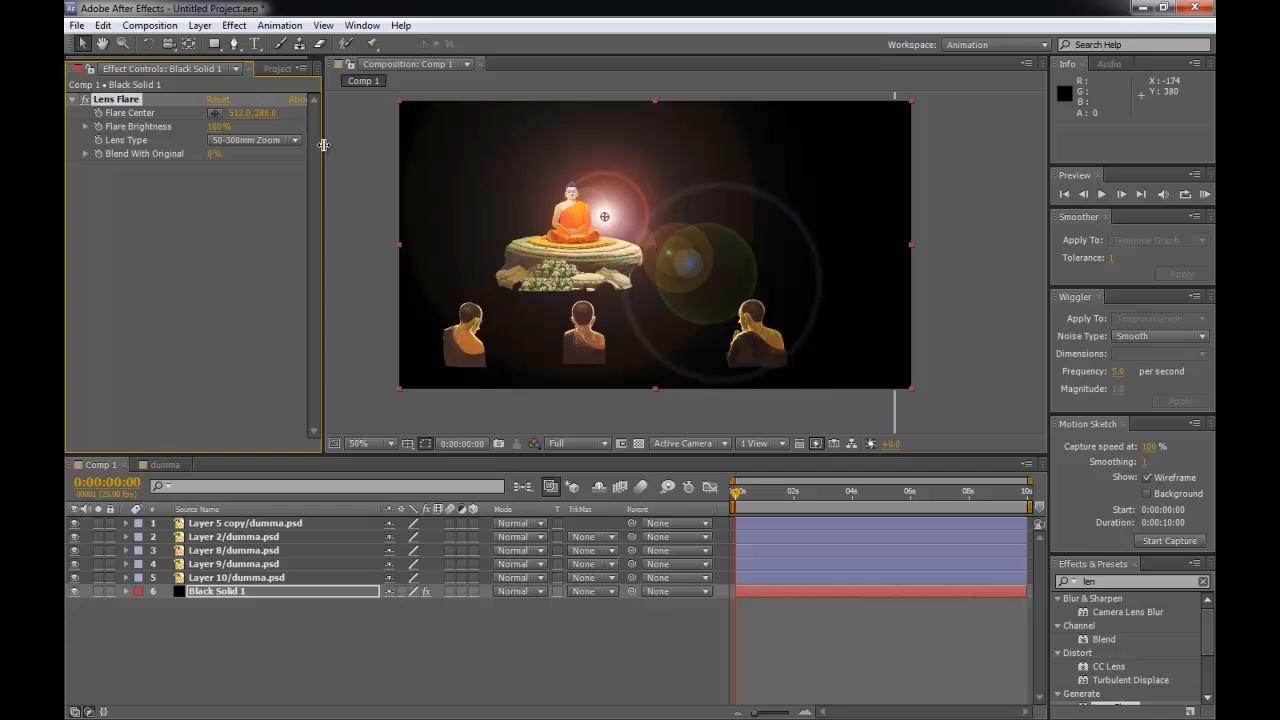 Adobe After Effects - Untitled Project.aep *
File Edit Composition Layer Effect Animation View Window Help
Workspace: Animation Search Help
Effect Controls: Black Solid 1 Project
Comp 1 • Black Solid 1
fx Lens Flare Reset Abo
Flare Center 512.0,288.0
Flare Brightness 100%
Lens Type 50-300mm Zoom
Blend With Original 0%
Composition: Comp 1
Comp 1
50% 0:00:00:00 Full Active Camera 1 View +0.0
Info Audio
R: X: -174
G: Y: 380
B:
A: 0
Preview
Smoother
Apply To: Temporal Graph
Tolerance: 1
Apply
Wiggler
Apply To: Temporal Graph
Noise Type: Smooth
Dimensions:
Frequency: 5.0 per second
Magnitude: 1.0
Apply
Motion Sketch
Capture speed at: 100 %
Smoothing: 1
Show: Wireframe
Background
Start: 0:00:00:00
Duration: 0:00:10:00
Start Capture
Effects & Presets
len
Blur & Sharpen
Camera Lens Blur
Channel
Blend
Distort
CC Lens
Turbulent Displace
Generate
Comp 1 dumma
0:00:00:00
00001 (25.00 fps)
# Source Name Mode T TrkMat Parent
00s 02s 04s 06s 08s 10s
1 Layer 5 copy/dumma.psd Normal None
2 Layer 2/dumma.psd Normal None None
3 Layer 8/dumma.psd Normal None None
4 Layer 9/dumma.psd Normal None None
5 Layer 10/dumma.psd Normal None None
6 Black Solid 1 fx Normal None None